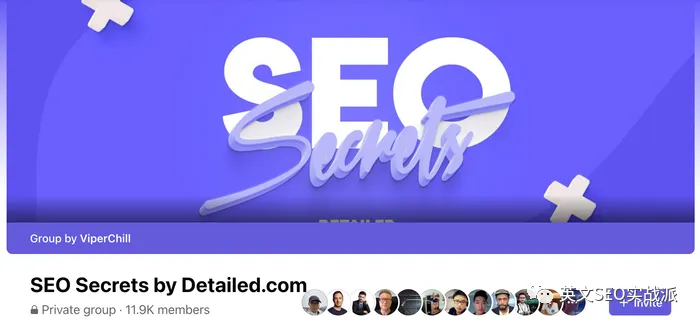 SEO
Secrets
DETAILED
Group by ViperChill
SEO Secrets by Detailed.com
Private group · 11.9K members
英文SEO实战派
+ Invite